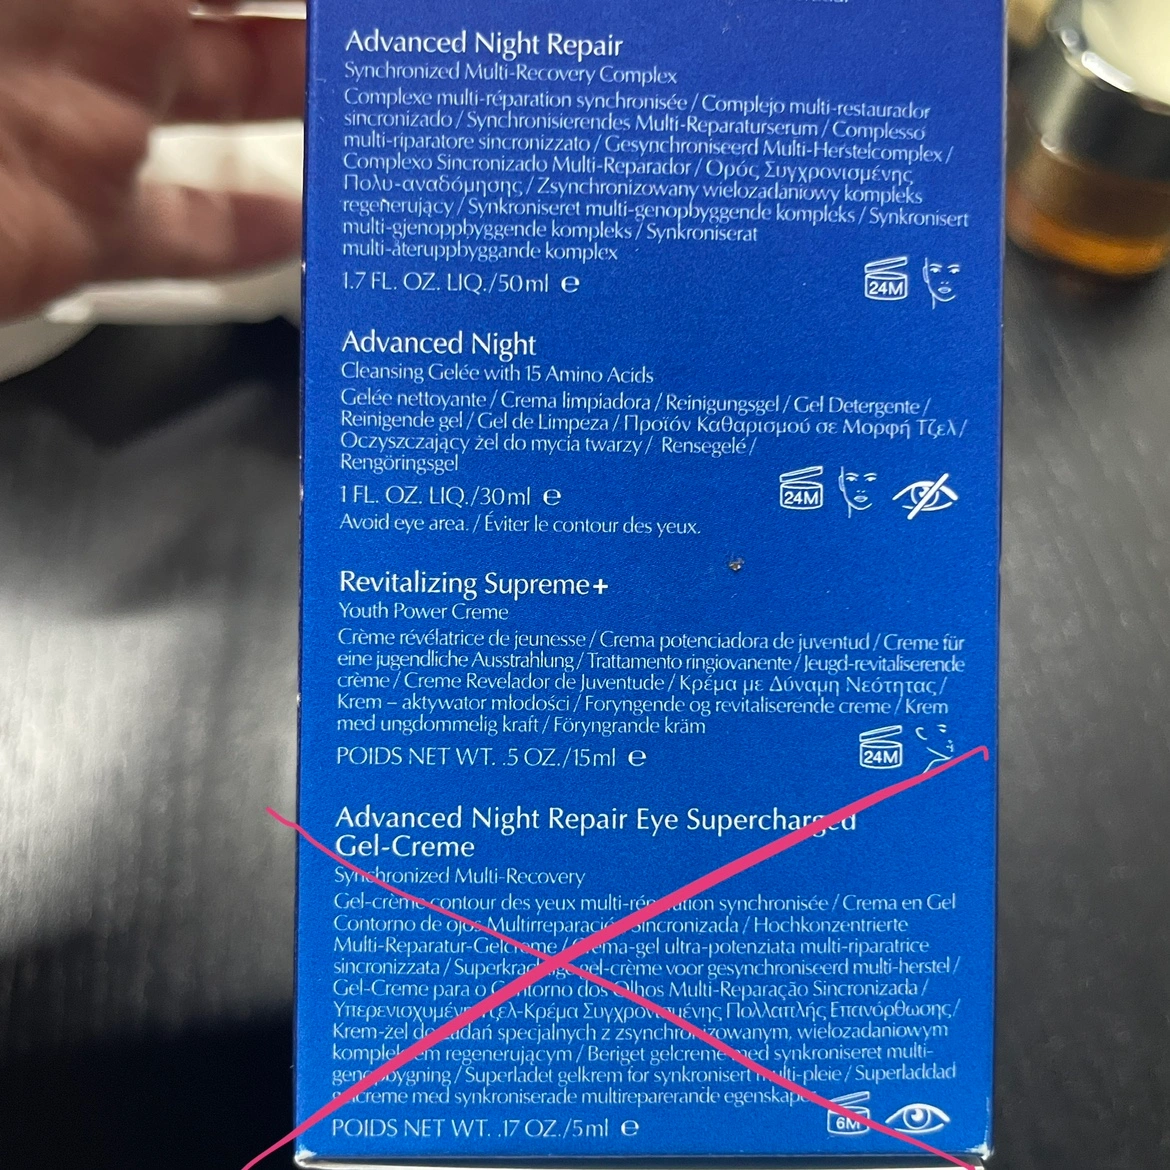 Advanced Night Repair
Synchronized Multi-Recovery Complex
Complexe multi-réparation synchronisée / Complejo multi-restaurador
sincronizado / Synchronisierendes Multi-Reparaturserum / Complesso
multi-riparatore sincronizzato / Gesynchroniseerd Multi-Herstelcomplex /
Complexo Sincronizado Multi-Reparador / Ορός Συγχρονισμένης
Πολυ-αναδόμησης / Zsynchronizowany wielozadaniowy kompleks
regenerujący / Synkroniseret multi-genopbyggende kompleks / Synkronisert
multi-gjenoppbyggende kompleks / Synkroniserat
multi-återuppbyggande komplex
1.7 FL. OZ. LIQ./50 ml e
24M
Advanced Night
Cleansing Gelée with 15 Amino Acids
Gelée nettoyante / Crema limpiadora / Reinigungsgel / Gel Detergente /
Reinigende gel / Gel de Limpeza / Προϊόν Καθαρισμού σε Μορφή Τζελ /
Oczyszczający żel do mycia twarzy / Rensegelé /
Rengöringsgel
1 FL. OZ. LIQ./30 ml e
24M
Avoid eye area. / Éviter le contour des yeux.
Revitalizing Supreme+
Youth Power Creme
Crème révélatrice de jeunesse / Crema potenciadora de juventud / Creme für
eine jugendliche Ausstrahlung / Trattamento ringiovanente / Jeugd-revitaliserende
crème / Creme Revelador de Juventude / Κρέμα με Δύναμη Νεότητας /
Krem – aktywator młodości / Foryngende og revitaliserende creme / Krem
med ungdommelig kraft / Föryngrande kräm
POIDS NET WT. .5 OZ./15 ml e
24M
Advanced Night Repair Eye Supercharged
Gel-Creme
Synchronized Multi-Recovery
Gel-crème contour des yeux multi-réparation synchronisée / Crema en Gel
Contorno de ojos Multirreparación Sincronizada / Hochkonzentrierte
Multi-Reparatur-Gelcreme / Crema-gel ultra-potenziata multi-riparatrice
sincronizzata / Superkrachtige gel-crème voor gesynchroniseerd multi-herstel /
Gel-Creme para o Contorno dos Olhos Multi-Reparação Sincronizada /
Υπερενισχυμένη Τζελ-Κρέμα Συγχρονισμένης Πολλαπλής Επανόρθωσης /
Krem-żel do zadań specjalnych z zsynchronizowanym, wielozadaniowym
kompleksem regenerującym / Beriget gelcreme med synkroniseret multi-
genopbygning / Superladet gelkrem for synkronisert multi-pleie / Superladdad
gelcreme med synkroniserade multireparerande egenskaper
POIDS NET WT. .17 OZ./5 ml e
6M